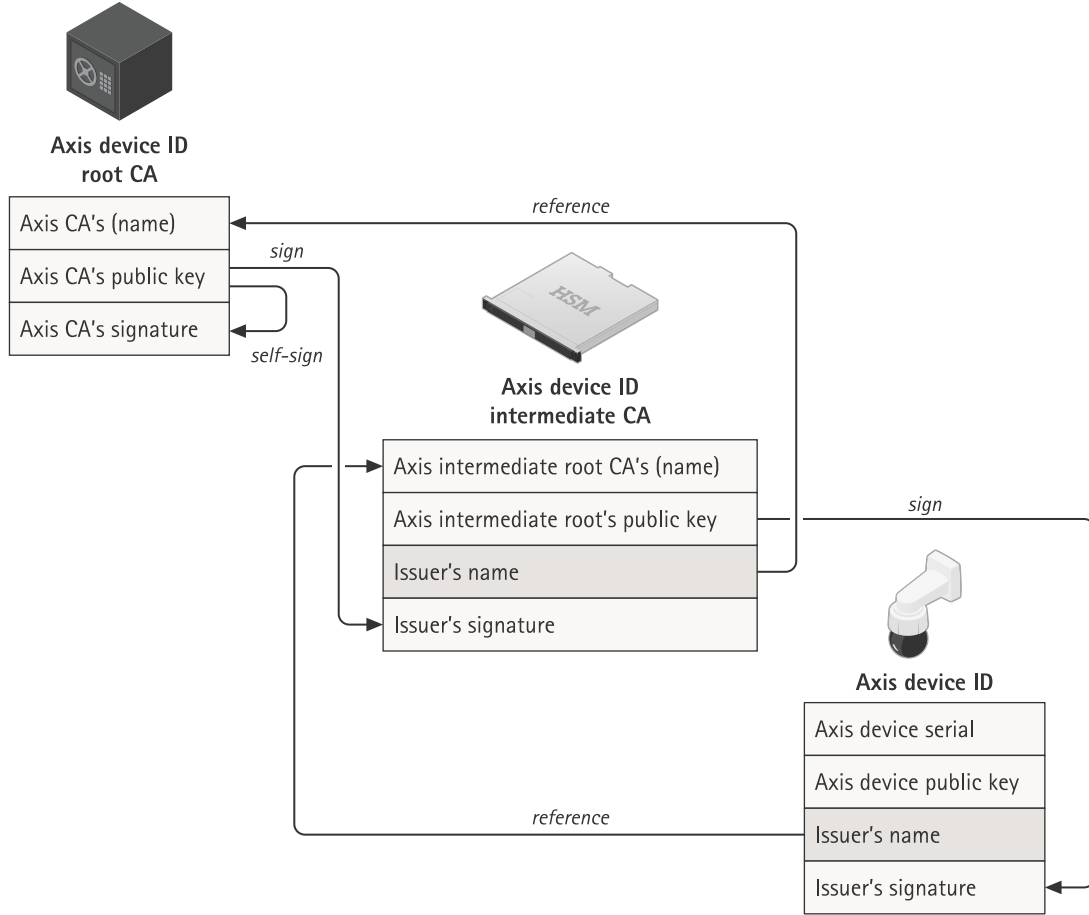 Axis device ID
root CA
Axis CA's (name)
Axis CA's public key
Axis CA's signature
reference
sign
self-sign
HSM
Axis device ID
intermediate CA
Axis intermediate root CA's (name)
Axis intermediate root's public key
Issuer's name
Issuer's signature
sign
Axis device ID
Axis device serial
Axis device public key
Issuer's name
Issuer's signature
reference